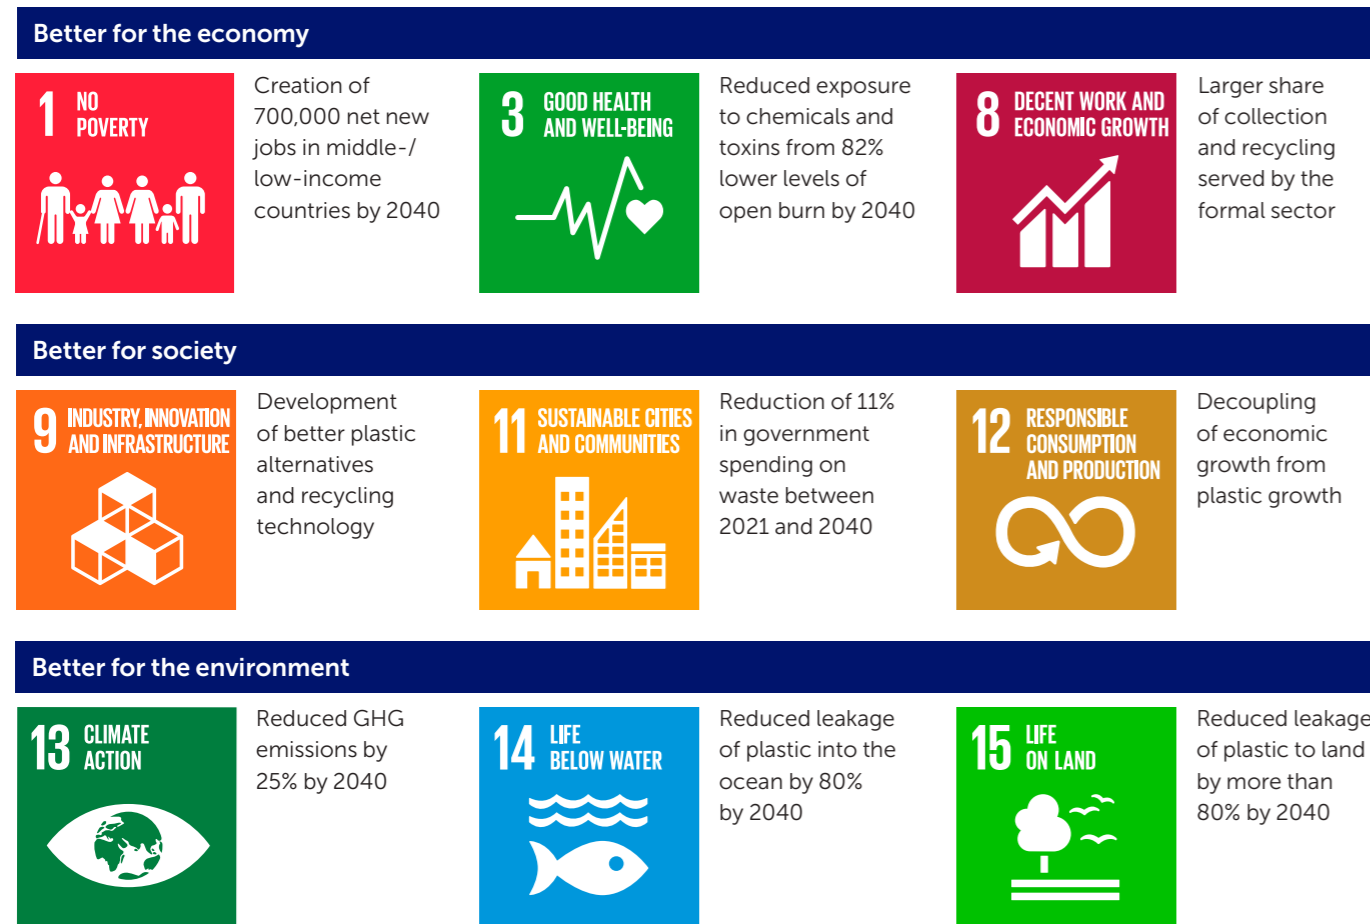 Better for the economy
1 NO
POVERTY
Creation of
700,000 net new
jobs in middle-/
low-income
countries by 2040
3 GOOD HEALTH
AND WELL-BEING
Reduced exposure
to chemicals and
toxins from 82%
lower levels of
open burn by 2040
8 DECENT WORK AND
ECONOMIC GROWTH
Larger share
of collection
and recycling
served by the
formal sector
Better for society
9 INDUSTRY, INNOVATION
AND INFRASTRUCTURE
Development
of better plastic
alternatives
and recycling
technology
11 SUSTAINABLE CITIES
AND COMMUNITIES
Reduction of 11%
in government
spending on
waste between
2021 and 2040
12 RESPONSIBLE
CONSUMPTION
AND PRODUCTION
Decoupling
of economic
growth from
plastic growth
Better for the environment
13 CLIMATE
ACTION
Reduced GHG
emissions by
25% by 2040
14 LIFE
BELOW WATER
Reduced leakage
of plastic into the
ocean by 80%
by 2040
15 LIFE
ON LAND
Reduced leakage
of plastic to land
by more than
80% by 2040